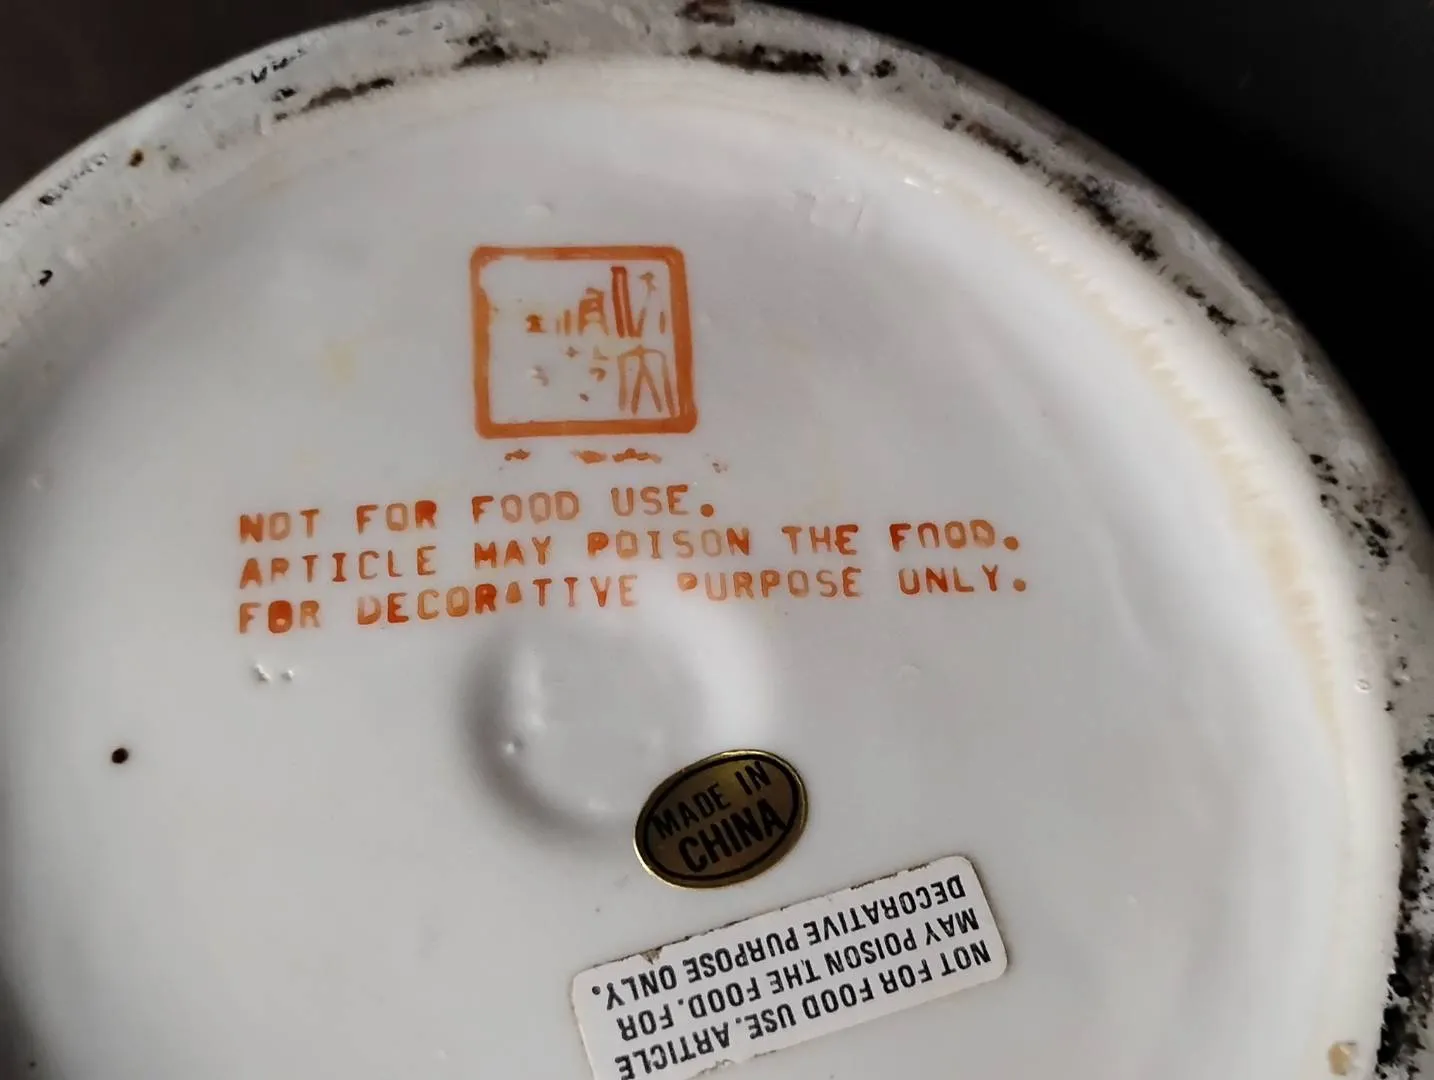 NOT FOR FOOD USE.
ARTICLE MAY POISON THE FOOD.
FOR DECORATIVE PURPOSE ONLY.
MADE IN
CHINA
NOT FOR FOOD USE. ARTICLE
MAY POISON THE FOOD. FOR
DECORATIVE PURPOSE ONLY.